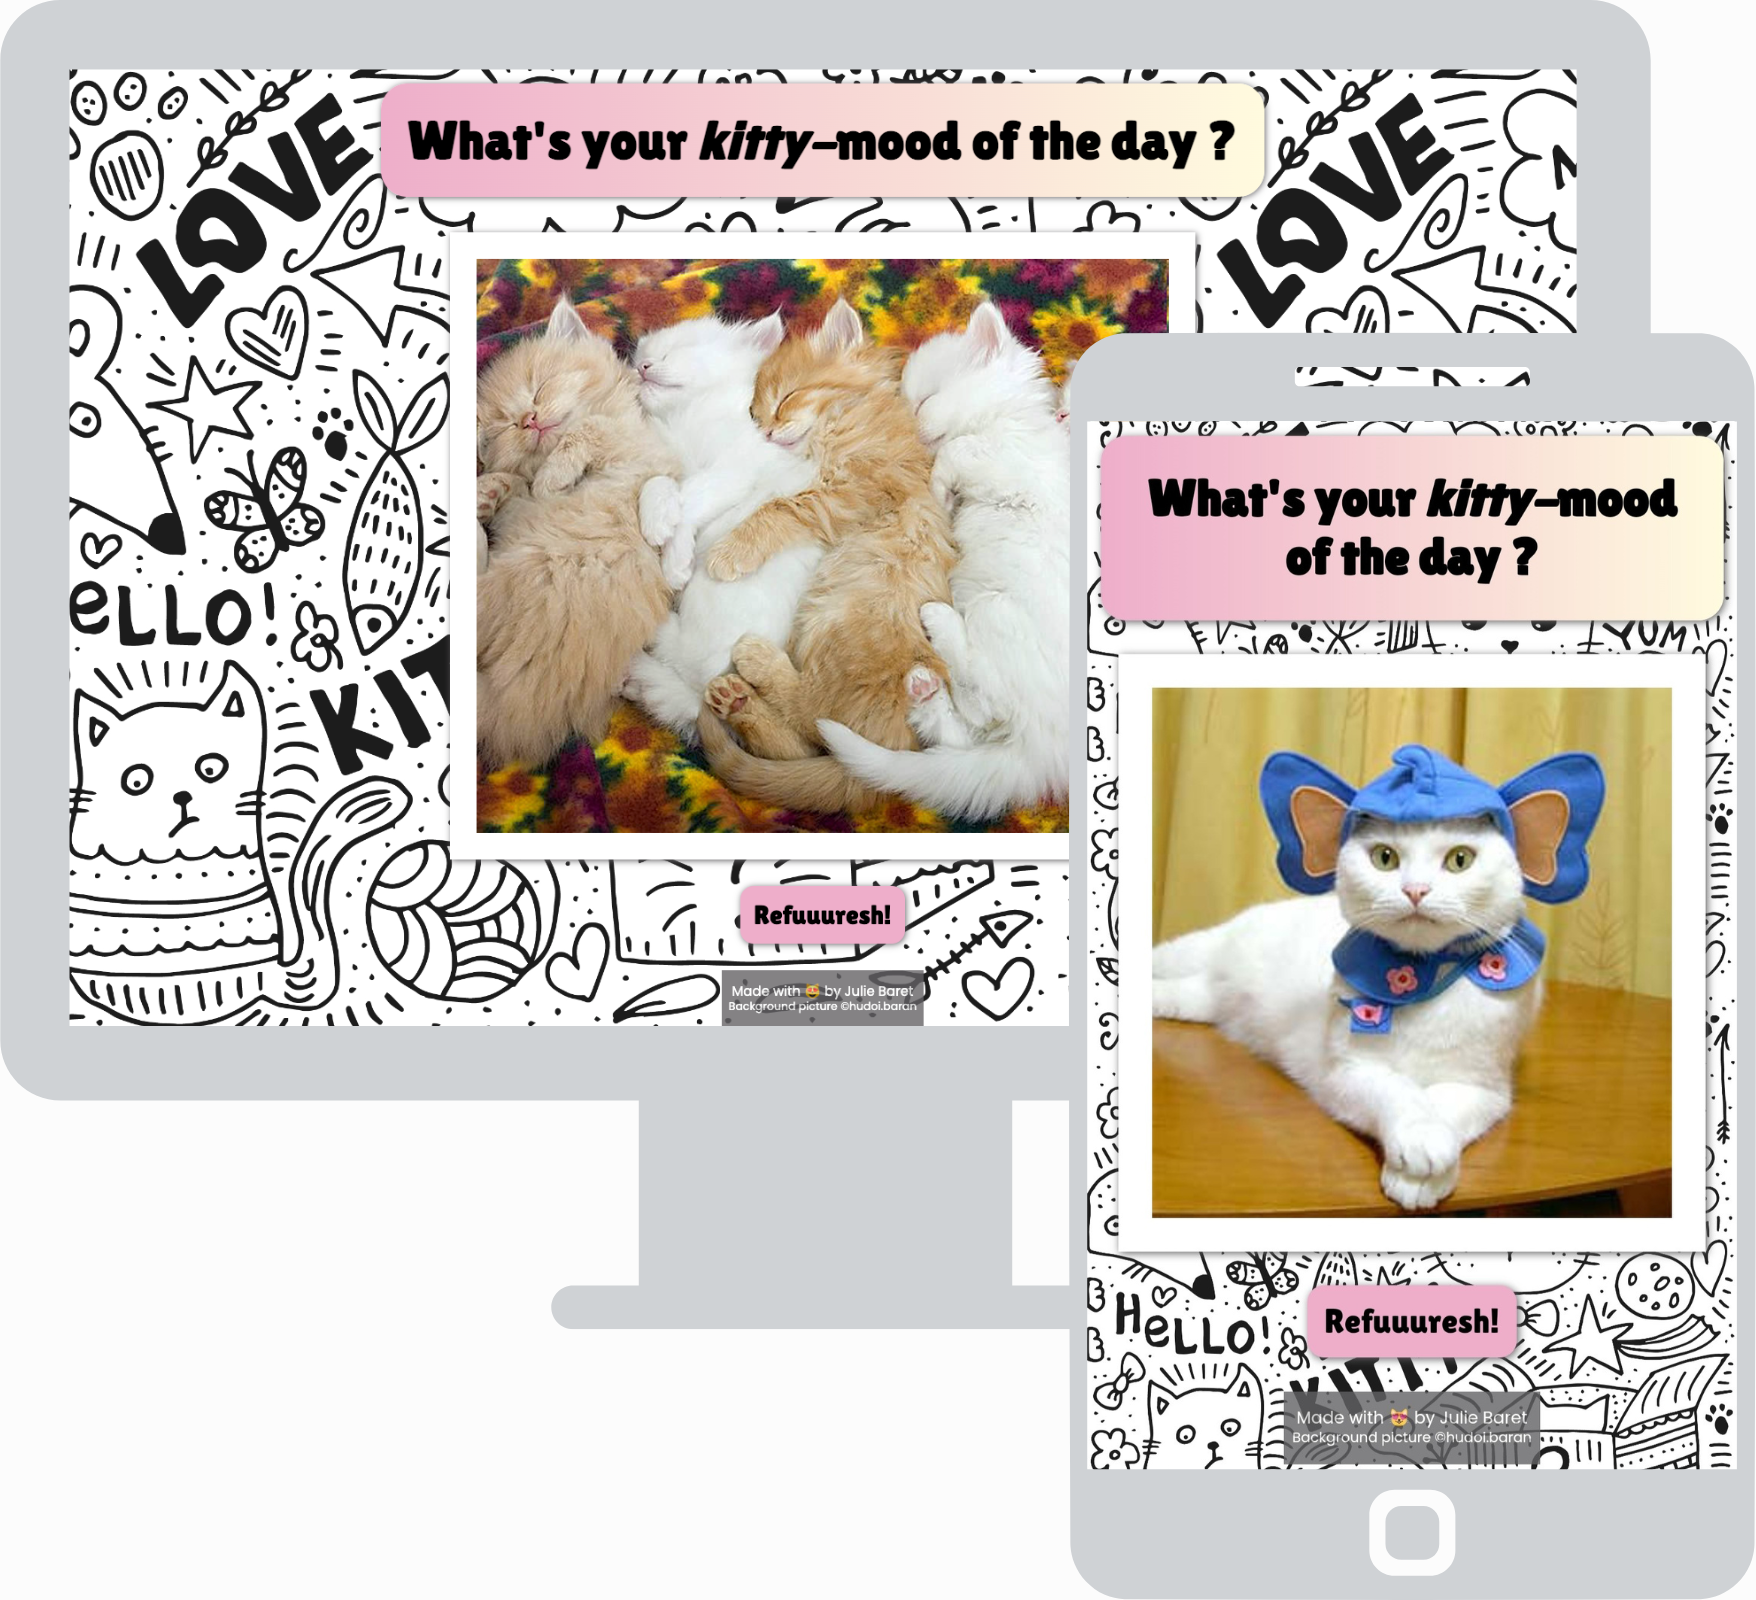 LOVE
What's your kitty-mood of the day ?
LOVE
eLLO!
KIT
Refuuuresh!
Made with 😻 by Julie Baret
Background picture ©hudoi.baran
What's your kitty-mood
of the day ?
YUM
HeLLO!
KITT
Refuuuresh!
Made with 😻 by Julie Baret
Background picture ©hudoi.baran